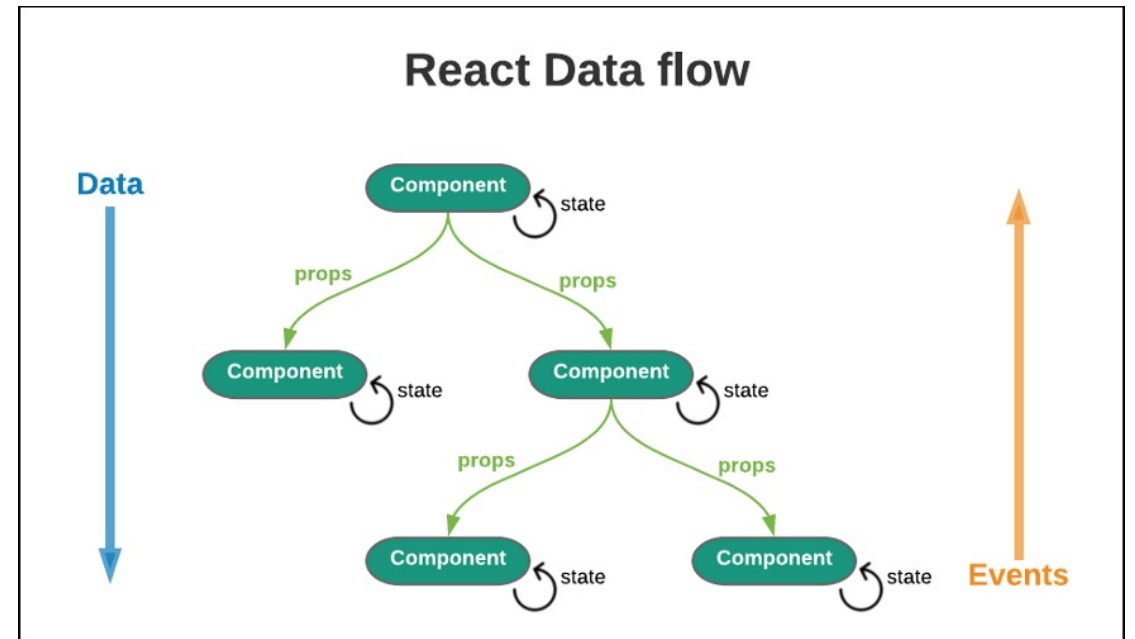 React Data flow
Data
Component
state
props
props
Component
state
Component
state
props
props
Component
state
Component
state
Events